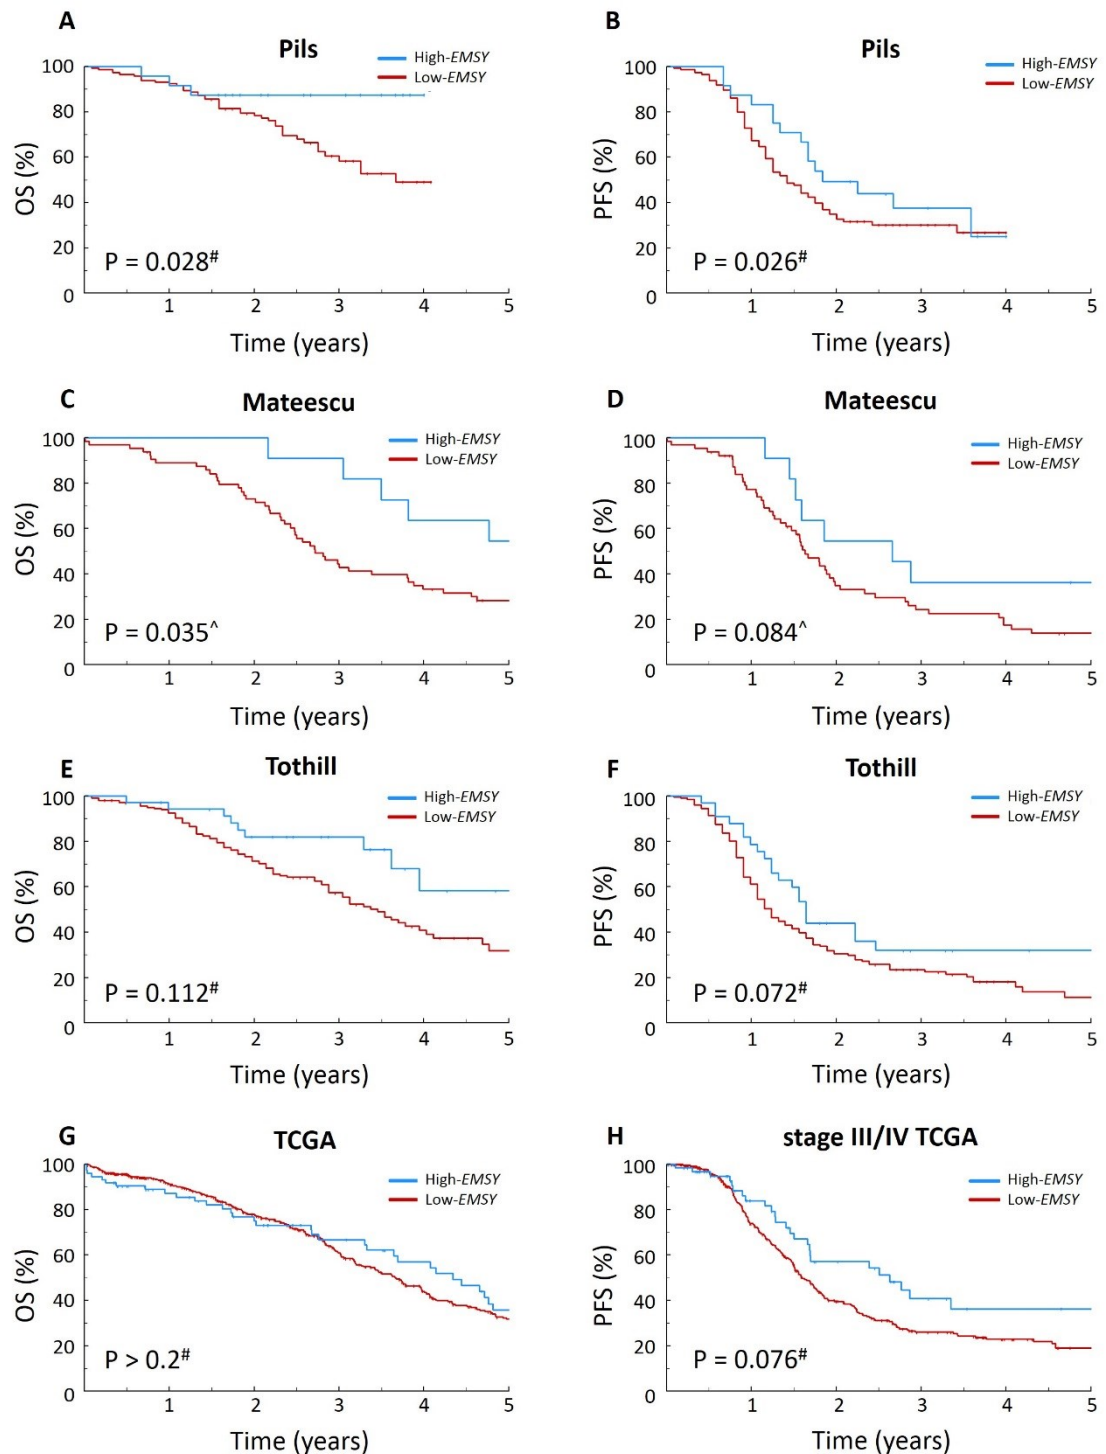 A
Pils
High-EMSY
Low-EMSY
OS (%)
100
80
60
40
20
0
P = 0.028#
1 2 3 4 5
Time (years)
B
Pils
High-EMSY
Low-EMSY
PFS (%)
100
80
60
40
20
0
P = 0.026#
1 2 3 4 5
Time (years)
C
Mateescu
High-EMSY
Low-EMSY
OS (%)
100
80
60
40
20
0
P = 0.035^
1 2 3 4 5
Time (years)
D
Mateescu
High-EMSY
Low-EMSY
PFS (%)
100
80
60
40
20
0
P = 0.084^
1 2 3 4 5
Time (years)
E
Tothill
High-EMSY
Low-EMSY
OS (%)
100
80
60
40
20
0
P = 0.112#
1 2 3 4 5
Time (years)
F
Tothill
High-EMSY
Low-EMSY
PFS (%)
100
80
60
40
20
0
P = 0.072#
1 2 3 4 5
Time (years)
G
TCGA
High-EMSY
Low-EMSY
OS (%)
100
80
60
40
20
0
P > 0.2#
1 2 3 4 5
Time (years)
H
stage III/IV TCGA
High-EMSY
Low-EMSY
PFS (%)
100
80
60
40
20
0
P = 0.076#
1 2 3 4 5
Time (years)